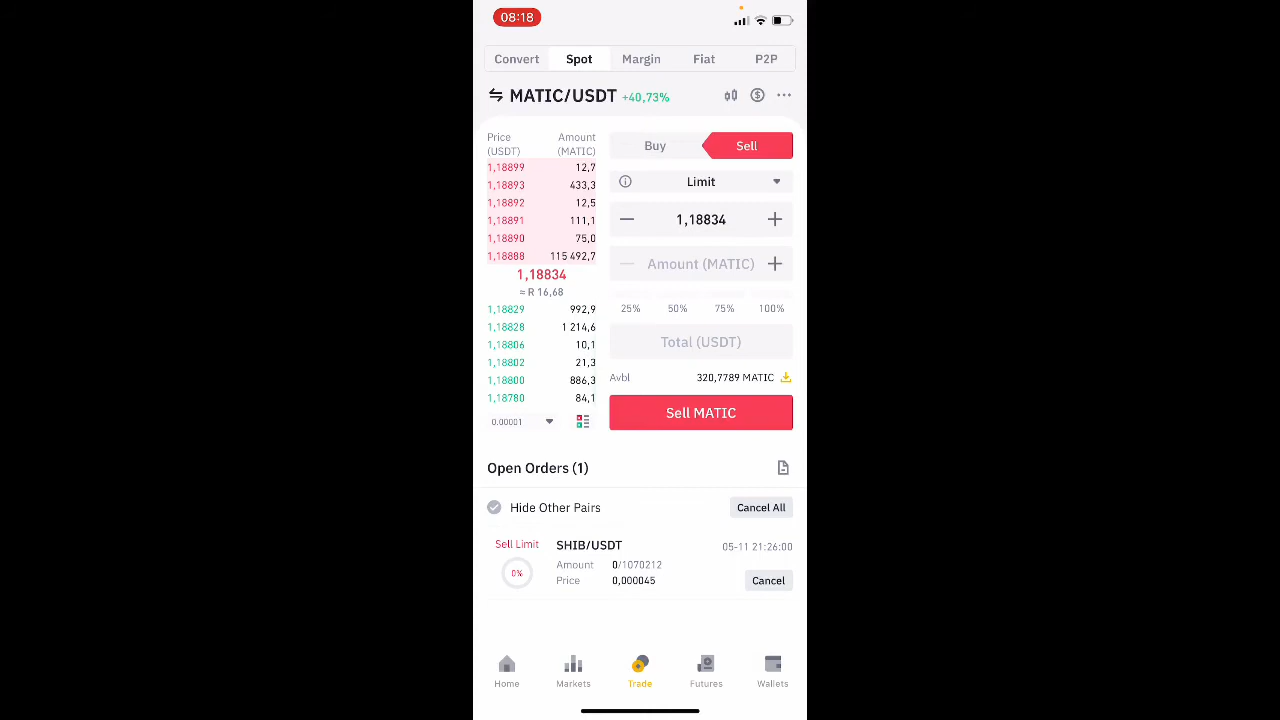 08:18
Convert Spot Margin Fiat P2P
MATIC/USDT +40,73%
Price Amount
(USDT) (MATIC)
Buy Sell
1,18899 12,7
1,18893 433,3
Limit
1,18892 12,5
1,18891 111,1
1,18834
1,18890 75,0
1,18888 115 492,7
Amount (MATIC)
1,18834
≈ R 16,68
1,18829 992,9
25% 50% 75% 100%
1,18828 1 214,6
1,18806 10,1
Total (USDT)
1,18802 21,3
1,18800 886,3
Avbl 320,7789 MATIC
1,18780 84,1
Sell MATIC
0.00001
Open Orders (1)
Hide Other Pairs Cancel All
Sell Limit SHIB/USDT 05-11 21:26:00
0% Amount 0/1070212
Price 0,000045 Cancel
Home Markets Trade Futures Wallets